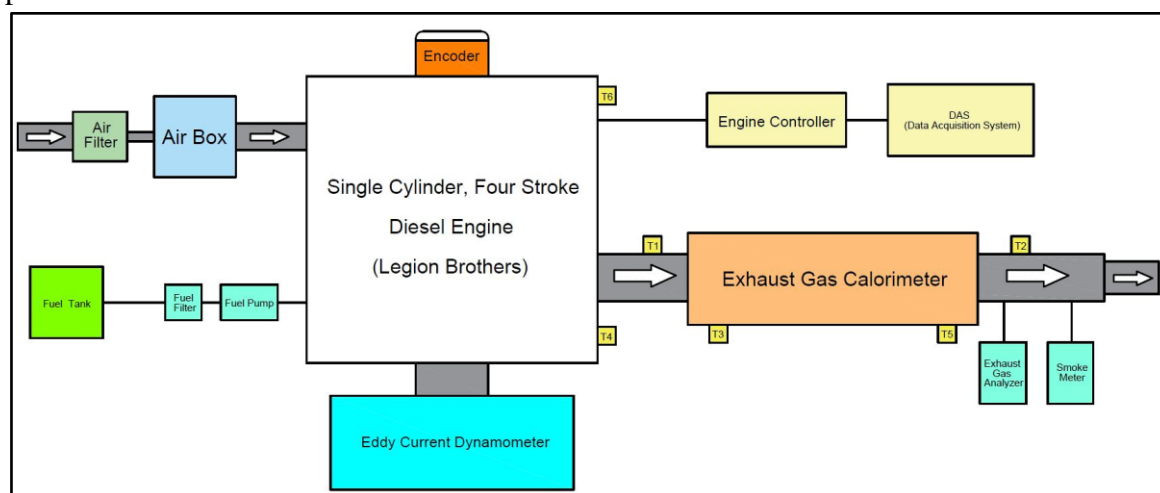 Encoder
T6
Air
Filter
Air Box
Engine Controller
DAS
(Data Acquisition System)
Single Cylinder, Four Stroke
Diesel Engine
(Legion Brothers)
T1
T2
Exhaust Gas Calorimeter
Fuel Tank
Fuel
Filter
Fuel Pump
T4
T3
T5
Exhaust
Gas
Analyzer
Smoke
Meter
Eddy Current Dynamometer